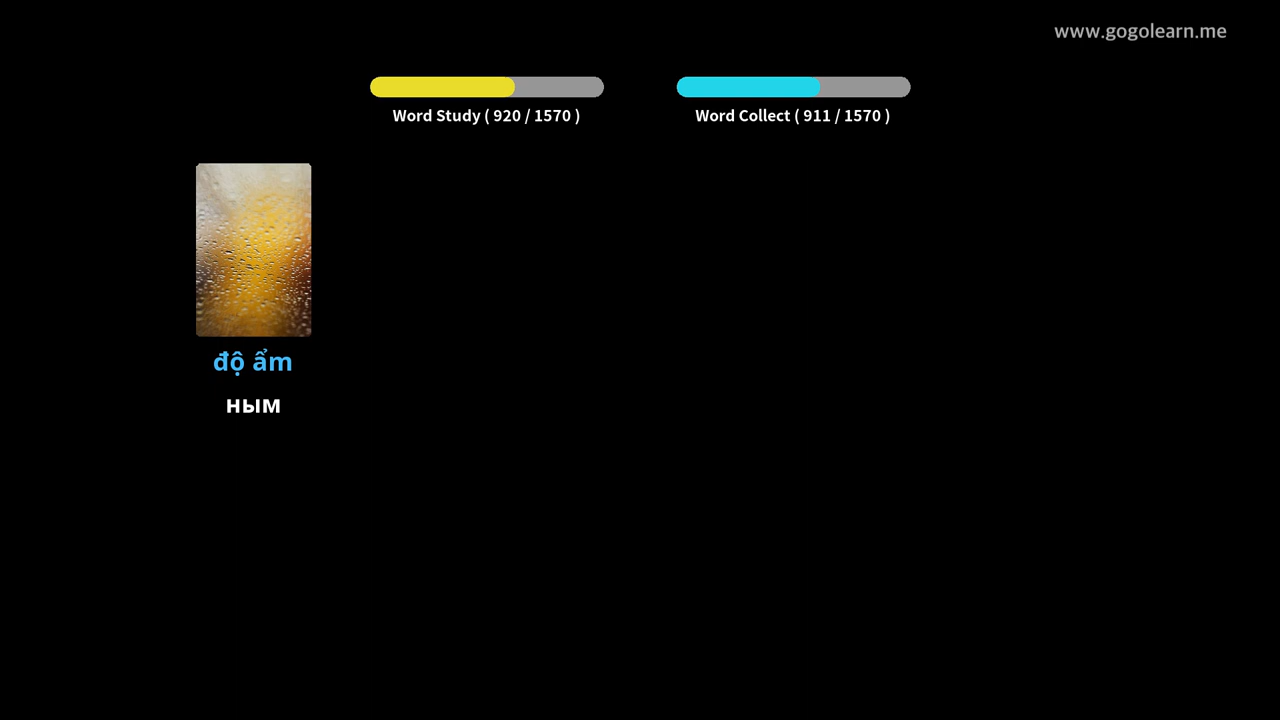 www.gogolearn.me
Word Study ( 920 / 1570 )
Word Collect ( 911 / 1570 )
độ ẩm
ным